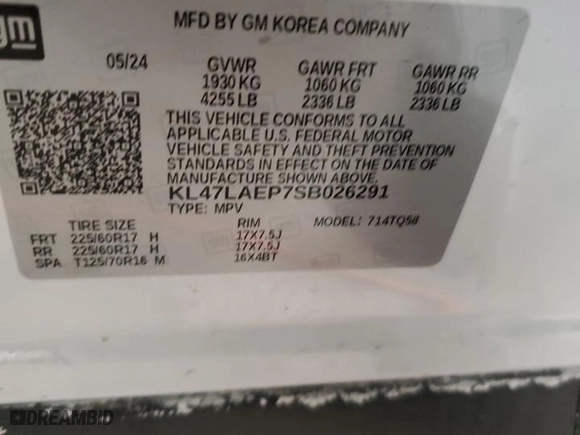 gm
MFD BY GM KOREA COMPANY
05/24 GVWR GAWR FRT GAWR RR
1930 KG 1060 KG 1060 KG
4255 LB 2336 LB 2336 LB
THIS VEHICLE CONFORMS TO ALL
APPLICABLE U.S. FEDERAL MOTOR
VEHICLE SAFETY AND THEFT PREVENTION
STANDARDS IN EFFECT ON THE DATE OF
MANUFACTURE SHOWN ABOVE.
KL47LAEP7SB026291
TYPE: MPV MODEL: 714TQ58
TIRE SIZE RIM
FRT 225/60R17 H 17X7.5J
RR 225/60R17 H 17X7.5J
SPA T125/70R16 M 16X4BT
DREAMBID